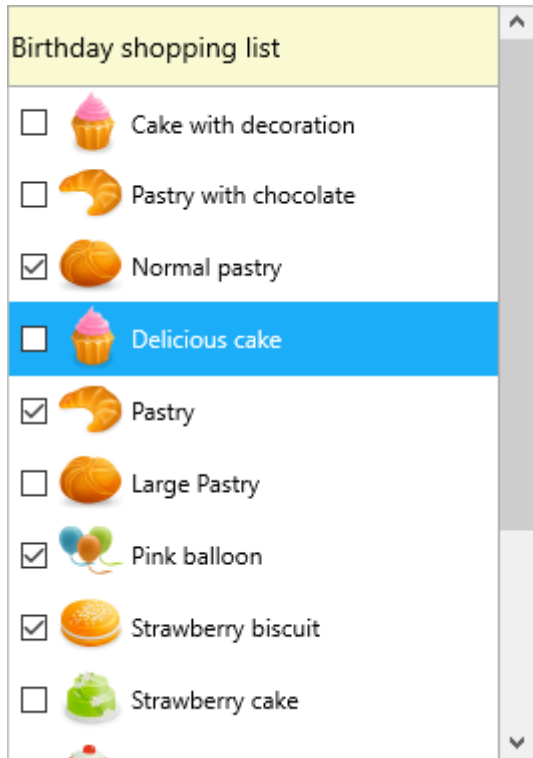 Birthday shopping list
Cake with decoration
Pastry with chocolate
Normal pastry
Delicious cake
Pastry
Large Pastry
Pink balloon
Strawberry biscuit
Strawberry cake